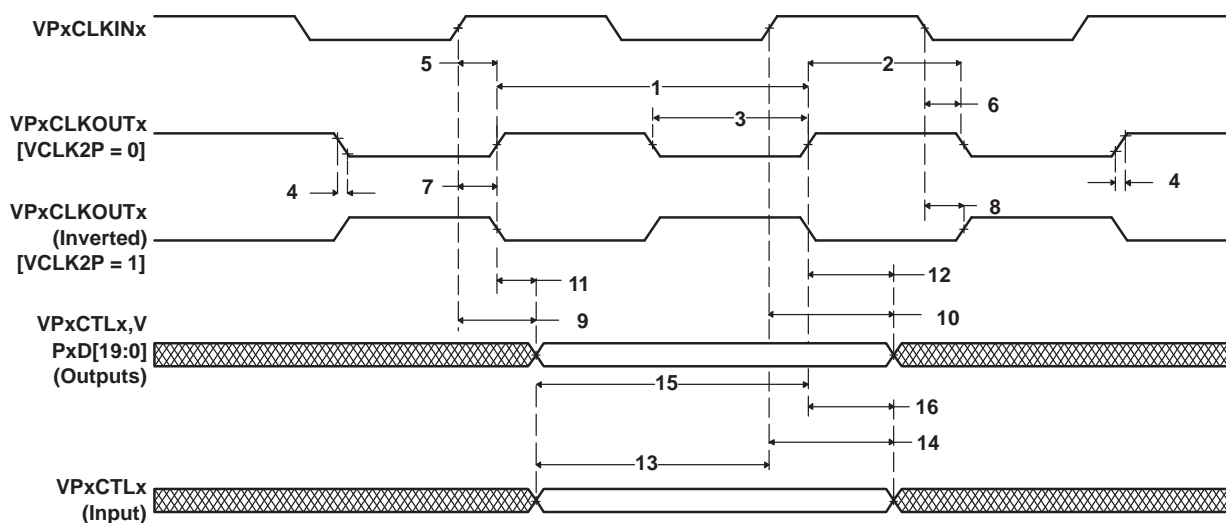 VPxCLKINx
5
2
1
6
VPxCLKOUTx
[VCLK2P = 0]
3
4
7
4
VPxCLKOUTx
(Inverted)
[VCLK2P = 1]
8
11
12
VPxCTLx,V
PxD[19:0]
(Outputs)
9
10
15
16
14
13
VPxCTLx
(Input)